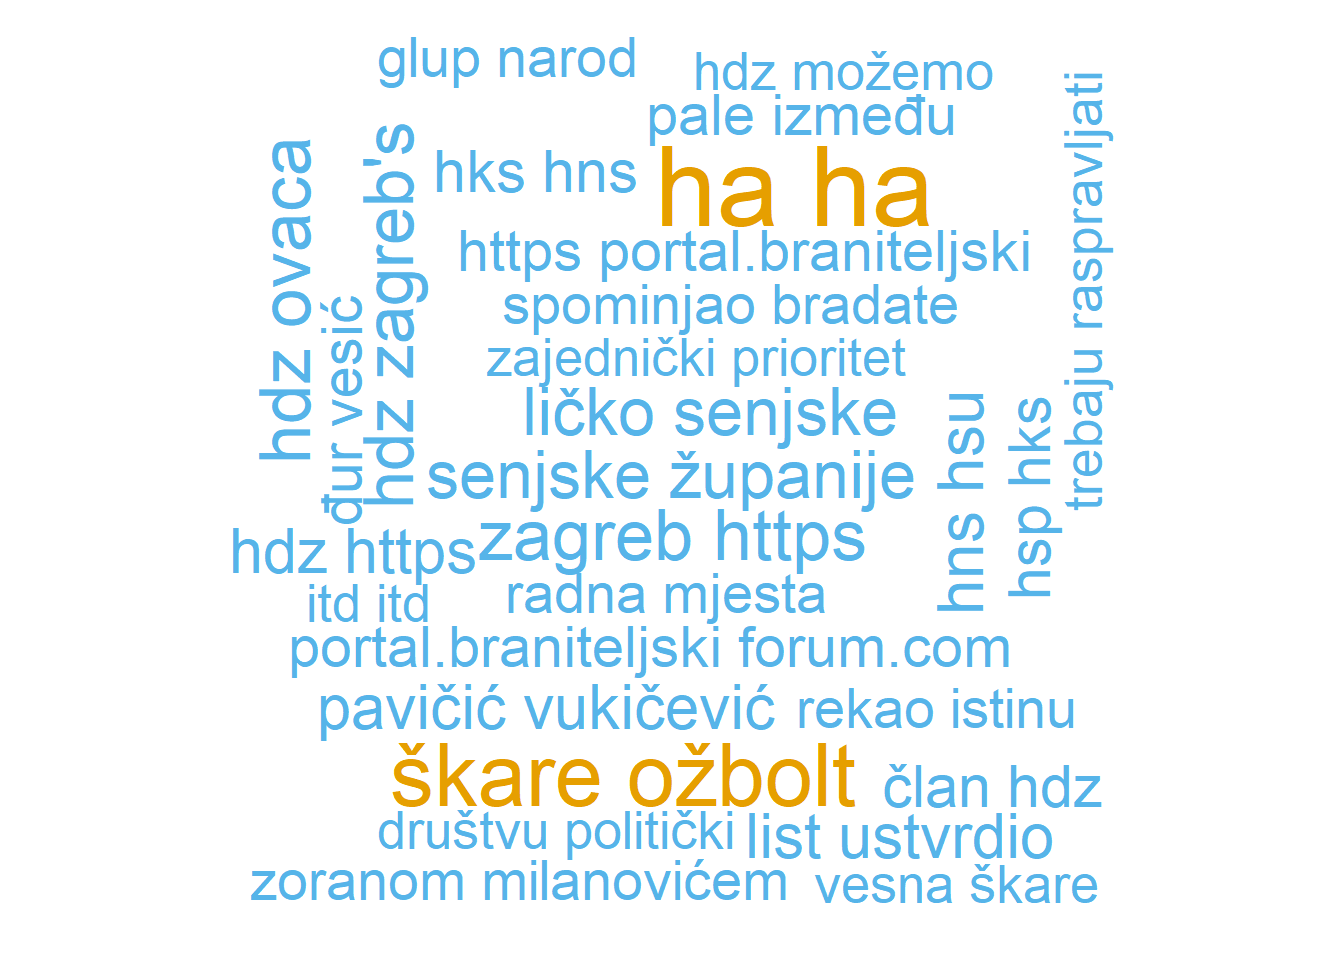 glup narod
hdz možemo
pale između
hdz ovaca
hdz zagreb's
hks hns
ha ha
trebaju raspravljati
https portal.braniteljski
đur vesić
spominjao bradate
zajednički prioritet
ličko senjske
hns hsu
hsp hks
senjske županije
zagreb https
hdz https
itd itd
radna mjesta
portal.braniteljski forum.com
pavičić vukičević
rekao istinu
škare ožbolt
član hdz
društvu politički
list ustvrdio
zoranom milanovićem
vesna škare